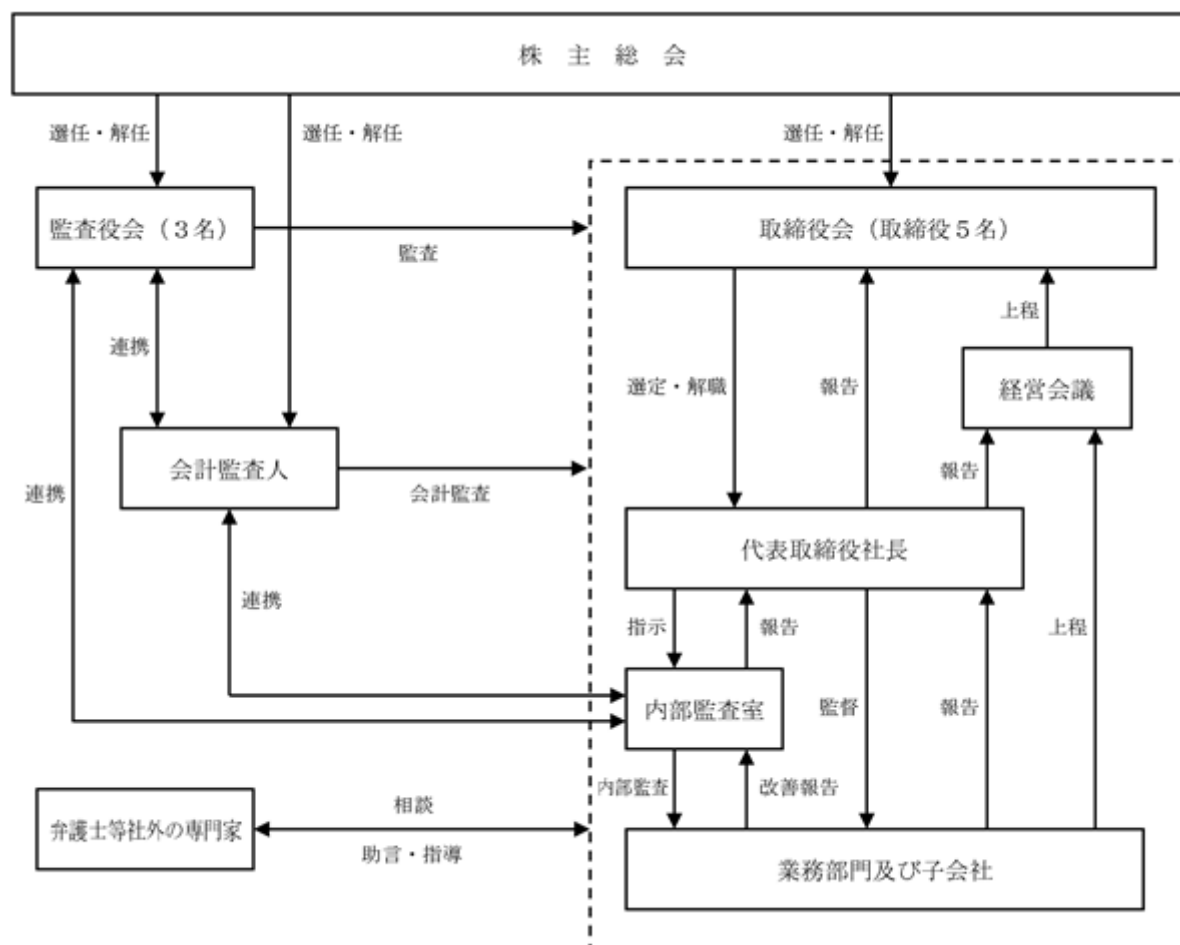 株 主 総 会
選任・解任
選任・解任
選任・解任
監査役会（３名）
取締役会（取締役５名）
監査
上程
連携
経営会議
選定・解職
報告
会計監査人
報告
連携
会計監査
代表取締役社長
連携
指示
報告
上程
内部監査室
監督
報告
内部監査
改善報告
相談
弁護士等社外の専門家
助言・指導
業務部門及び子会社